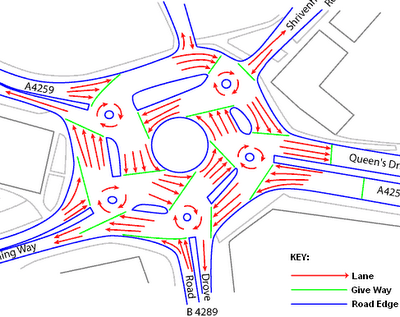 Shrivenh
A4259
Queen's Dr
A425
ning Way
Road
Drove
B 4289
KEY:
Lane
Give Way
Road Edge